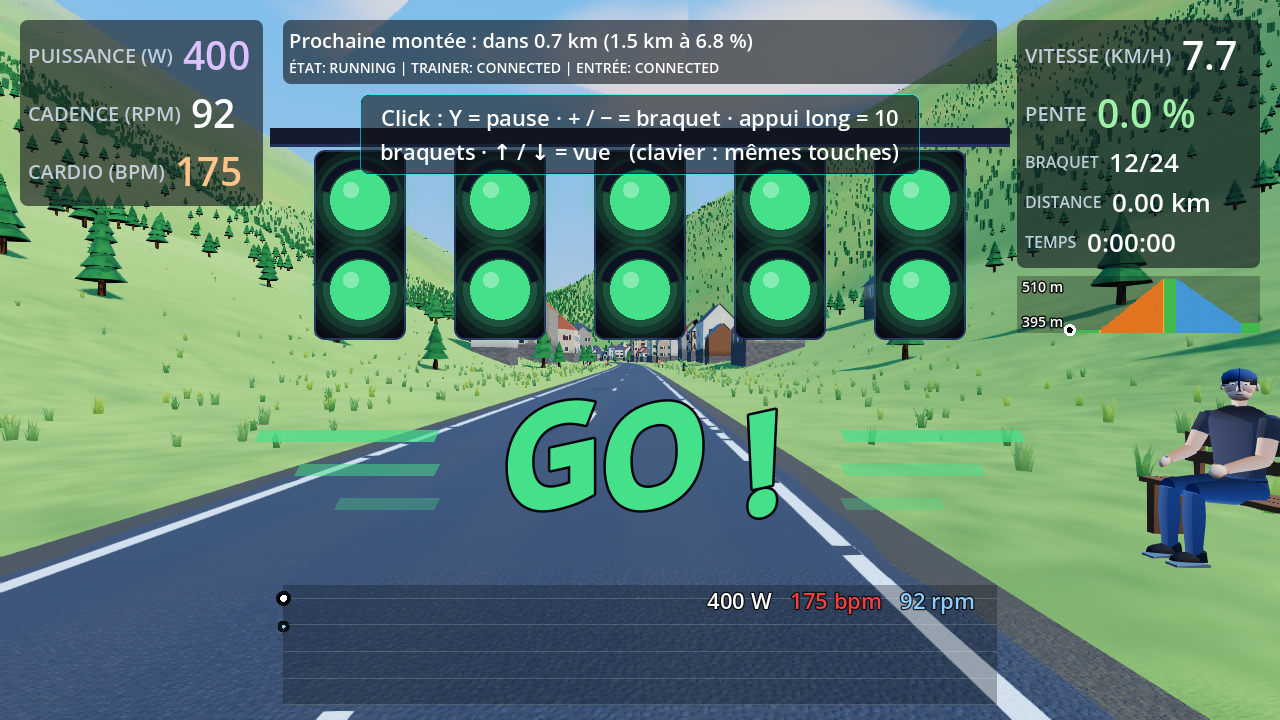 PUISSANCE (W) 400
CADENCE (RPM) 92
CARDIO (BPM) 175
Prochaine montée : dans 0.7 km (1.5 km à 6.8 %)
ÉTAT: RUNNING | TRAINER: CONNECTED | ENTRÉE: CONNECTED
Click : Y = pause · + / − = braquet · appui long = 10
braquets · ↑ / ↓ = vue (clavier : mêmes touches)
VITESSE (KM/H) 7.7
PENTE 0.0 %
BRAQUET 12/24
DISTANCE 0.00 km
TEMPS 0:00:00
510 m
395 m
GO !
400 W 175 bpm 92 rpm